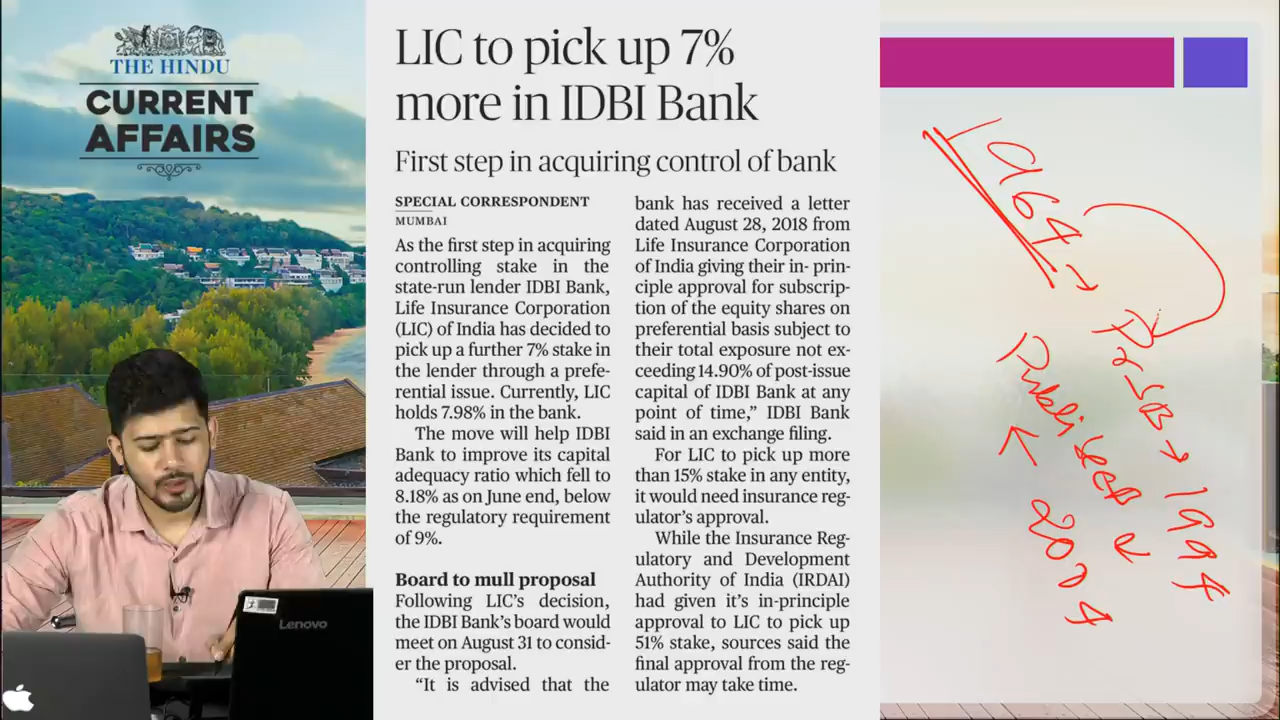 THE HINDU
CURRENT
AFFAIRS
LIC to pick up 7%
more in IDBI Bank
First step in acquiring control of bank
SPECIAL CORRESPONDENT
MUMBAI
As the first step in acquiring
controlling stake in the
state-run lender IDBI Bank,
Life Insurance Corporation
(LIC) of India has decided to
pick up a further 7% stake in
the lender through a prefe-
rential issue. Currently, LIC
holds 7.98% in the bank.
The move will help IDBI
Bank to improve its capital
adequacy ratio which fell to
8.18% as on June end, below
the regulatory requirement
of 9%.
Board to mull proposal
Following LIC's decision,
the IDBI Bank's board would
meet on August 31 to consid-
er the proposal.
“It is advised that the
bank has received a letter
dated August 28, 2018 from
Life Insurance Corporation
of India giving their in- prin-
ciple approval for subscrip-
tion of the equity shares on
preferential basis subject to
their total exposure not ex-
ceeding 14.90% of post-issue
capital of IDBI Bank at any
point of time,” IDBI Bank
said in an exchange filing.
For LIC to pick up more
than 15% stake in any entity,
it would need insurance reg-
ulator's approval.
While the Insurance Reg-
ulatory and Development
Authority of India (IRDAI)
had given it's in-principle
approval to LIC to pick up
51% stake, sources said the
final approval from the reg-
ulator may take time.
1964
2004
Lenovo